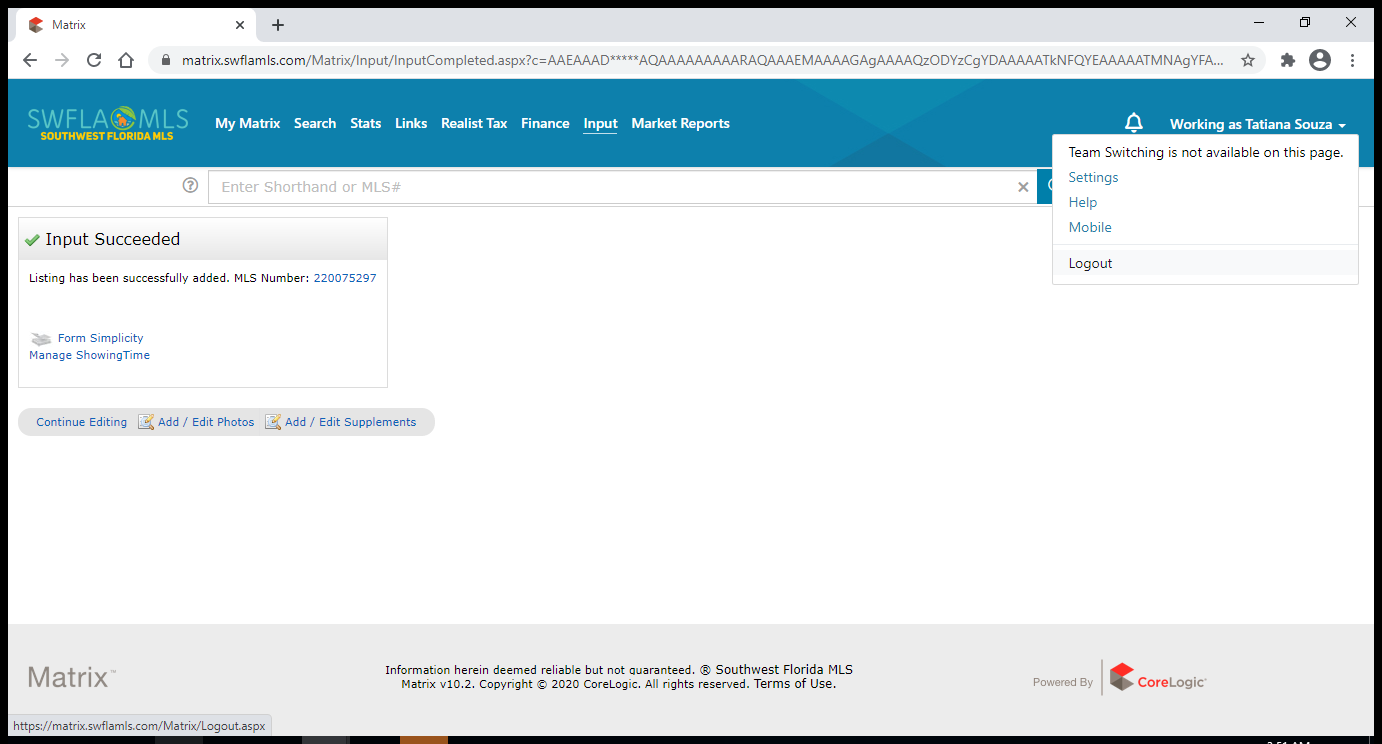 Matrix
matrix.swflamls.com/Matrix/Input/InputCompleted.aspx?c=AAEAAAD*****AQAAAAAAAAARAQAAAEMAAAAGAgAAAAQzODYzCgYDAAAAATkNFQYEAAAAATMNAgYFA...
SWFLA MLS
SOUTHWEST FLORIDA MLS
My Matrix Search Stats Links Realist Tax Finance Input Market Reports
Working as Tatiana Souza
Team Switching is not available on this page.
Settings
Help
Mobile
Logout
Enter Shorthand or MLS#
Input Succeeded
Listing has been successfully added. MLS Number: 220075297
Form Simplicity
Manage ShowingTime
Continue Editing Add / Edit Photos Add / Edit Supplements
Matrix™
Information herein deemed reliable but not guaranteed. ® Southwest Florida MLS
Matrix v10.2. Copyright © 2020 CoreLogic. All rights reserved. Terms of Use.
Powered By CoreLogic
https://matrix.swflamls.com/Matrix/Logout.aspx